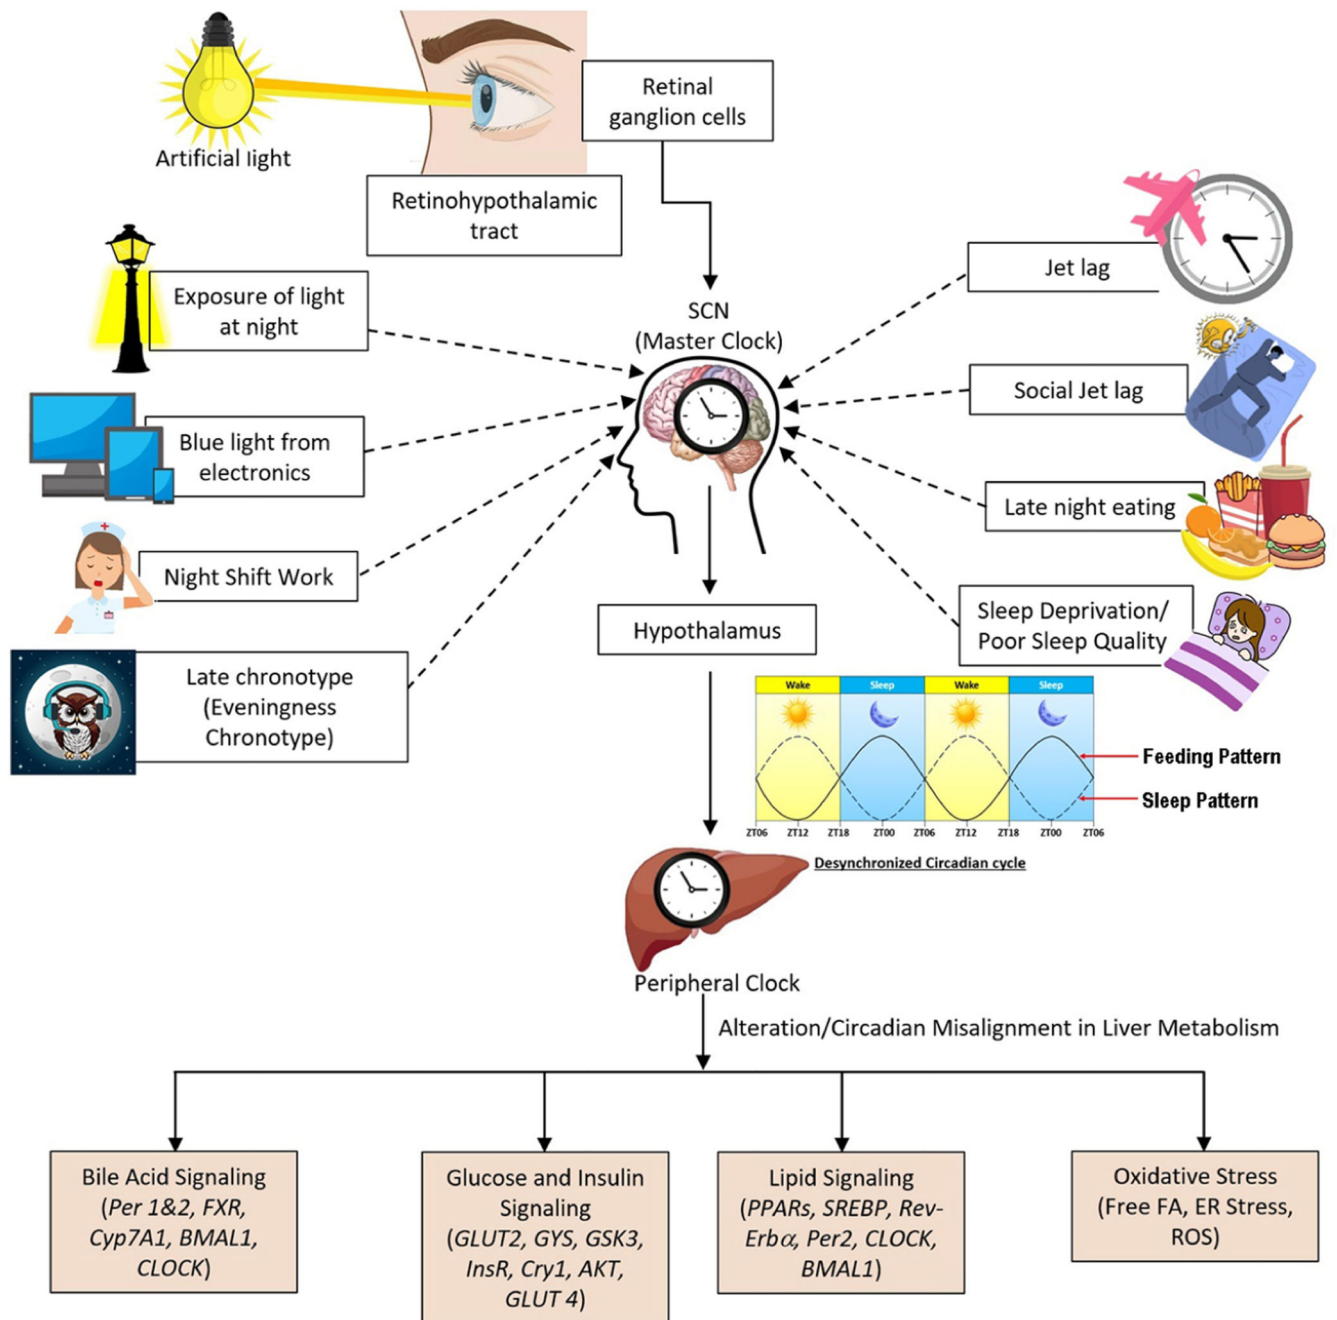 Artificial light
Retinal
ganglion cells
Retinohypothalamic
tract
Exposure of light
at night
Blue light from
electronics
Night Shift Work
Late chronotype
(Eveningness
Chronotype)
SCN
(Master Clock)
Jet lag
Social Jet lag
Late night eating
Sleep Deprivation/
Poor Sleep Quality
Hypothalamus
Wake Sleep Wake Sleep
Feeding Pattern
Sleep Pattern
ZT06 ZT12 ZT18 ZT00 ZT06 ZT12 ZT18 ZT00 ZT06
Desynchronized Circadian cycle
Peripheral Clock
Alteration/Circadian Misalignment in Liver Metabolism
Bile Acid Signaling
(Per 1&2, FXR,
Cyp7A1, BMAL1,
CLOCK)
Glucose and Insulin
Signaling
(GLUT2, GYS, GSK3,
InsR, Cry1, AKT,
GLUT 4)
Lipid Signaling
(PPARs, SREBP, Rev-
Erbα, Per2, CLOCK,
BMAL1)
Oxidative Stress
(Free FA, ER Stress,
ROS)